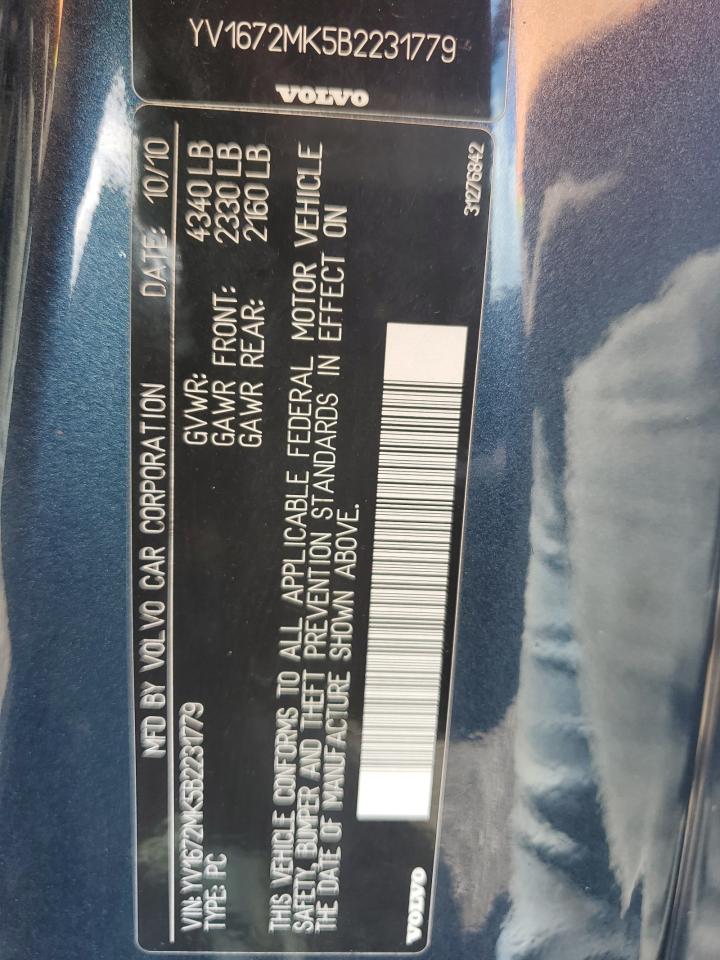 YV1672MK5B2231779
VOLVO
MFD BY VOLVO CAR CORPORATION DATE: 10/10
VIN: YV1672MK5B2231779 GVWR: 4340 LB
TYPE: PC GAWR FRONT: 2330 LB
GAWR REAR: 2160 LB
THIS VEHICLE CONFORMS TO ALL APPLICABLE FEDERAL MOTOR VEHICLE
SAFETY, BUMPER AND THEFT PREVENTION STANDARDS IN EFFECT ON
THE DATE OF MANUFACTURE SHOWN ABOVE.
VOLVO
31276842